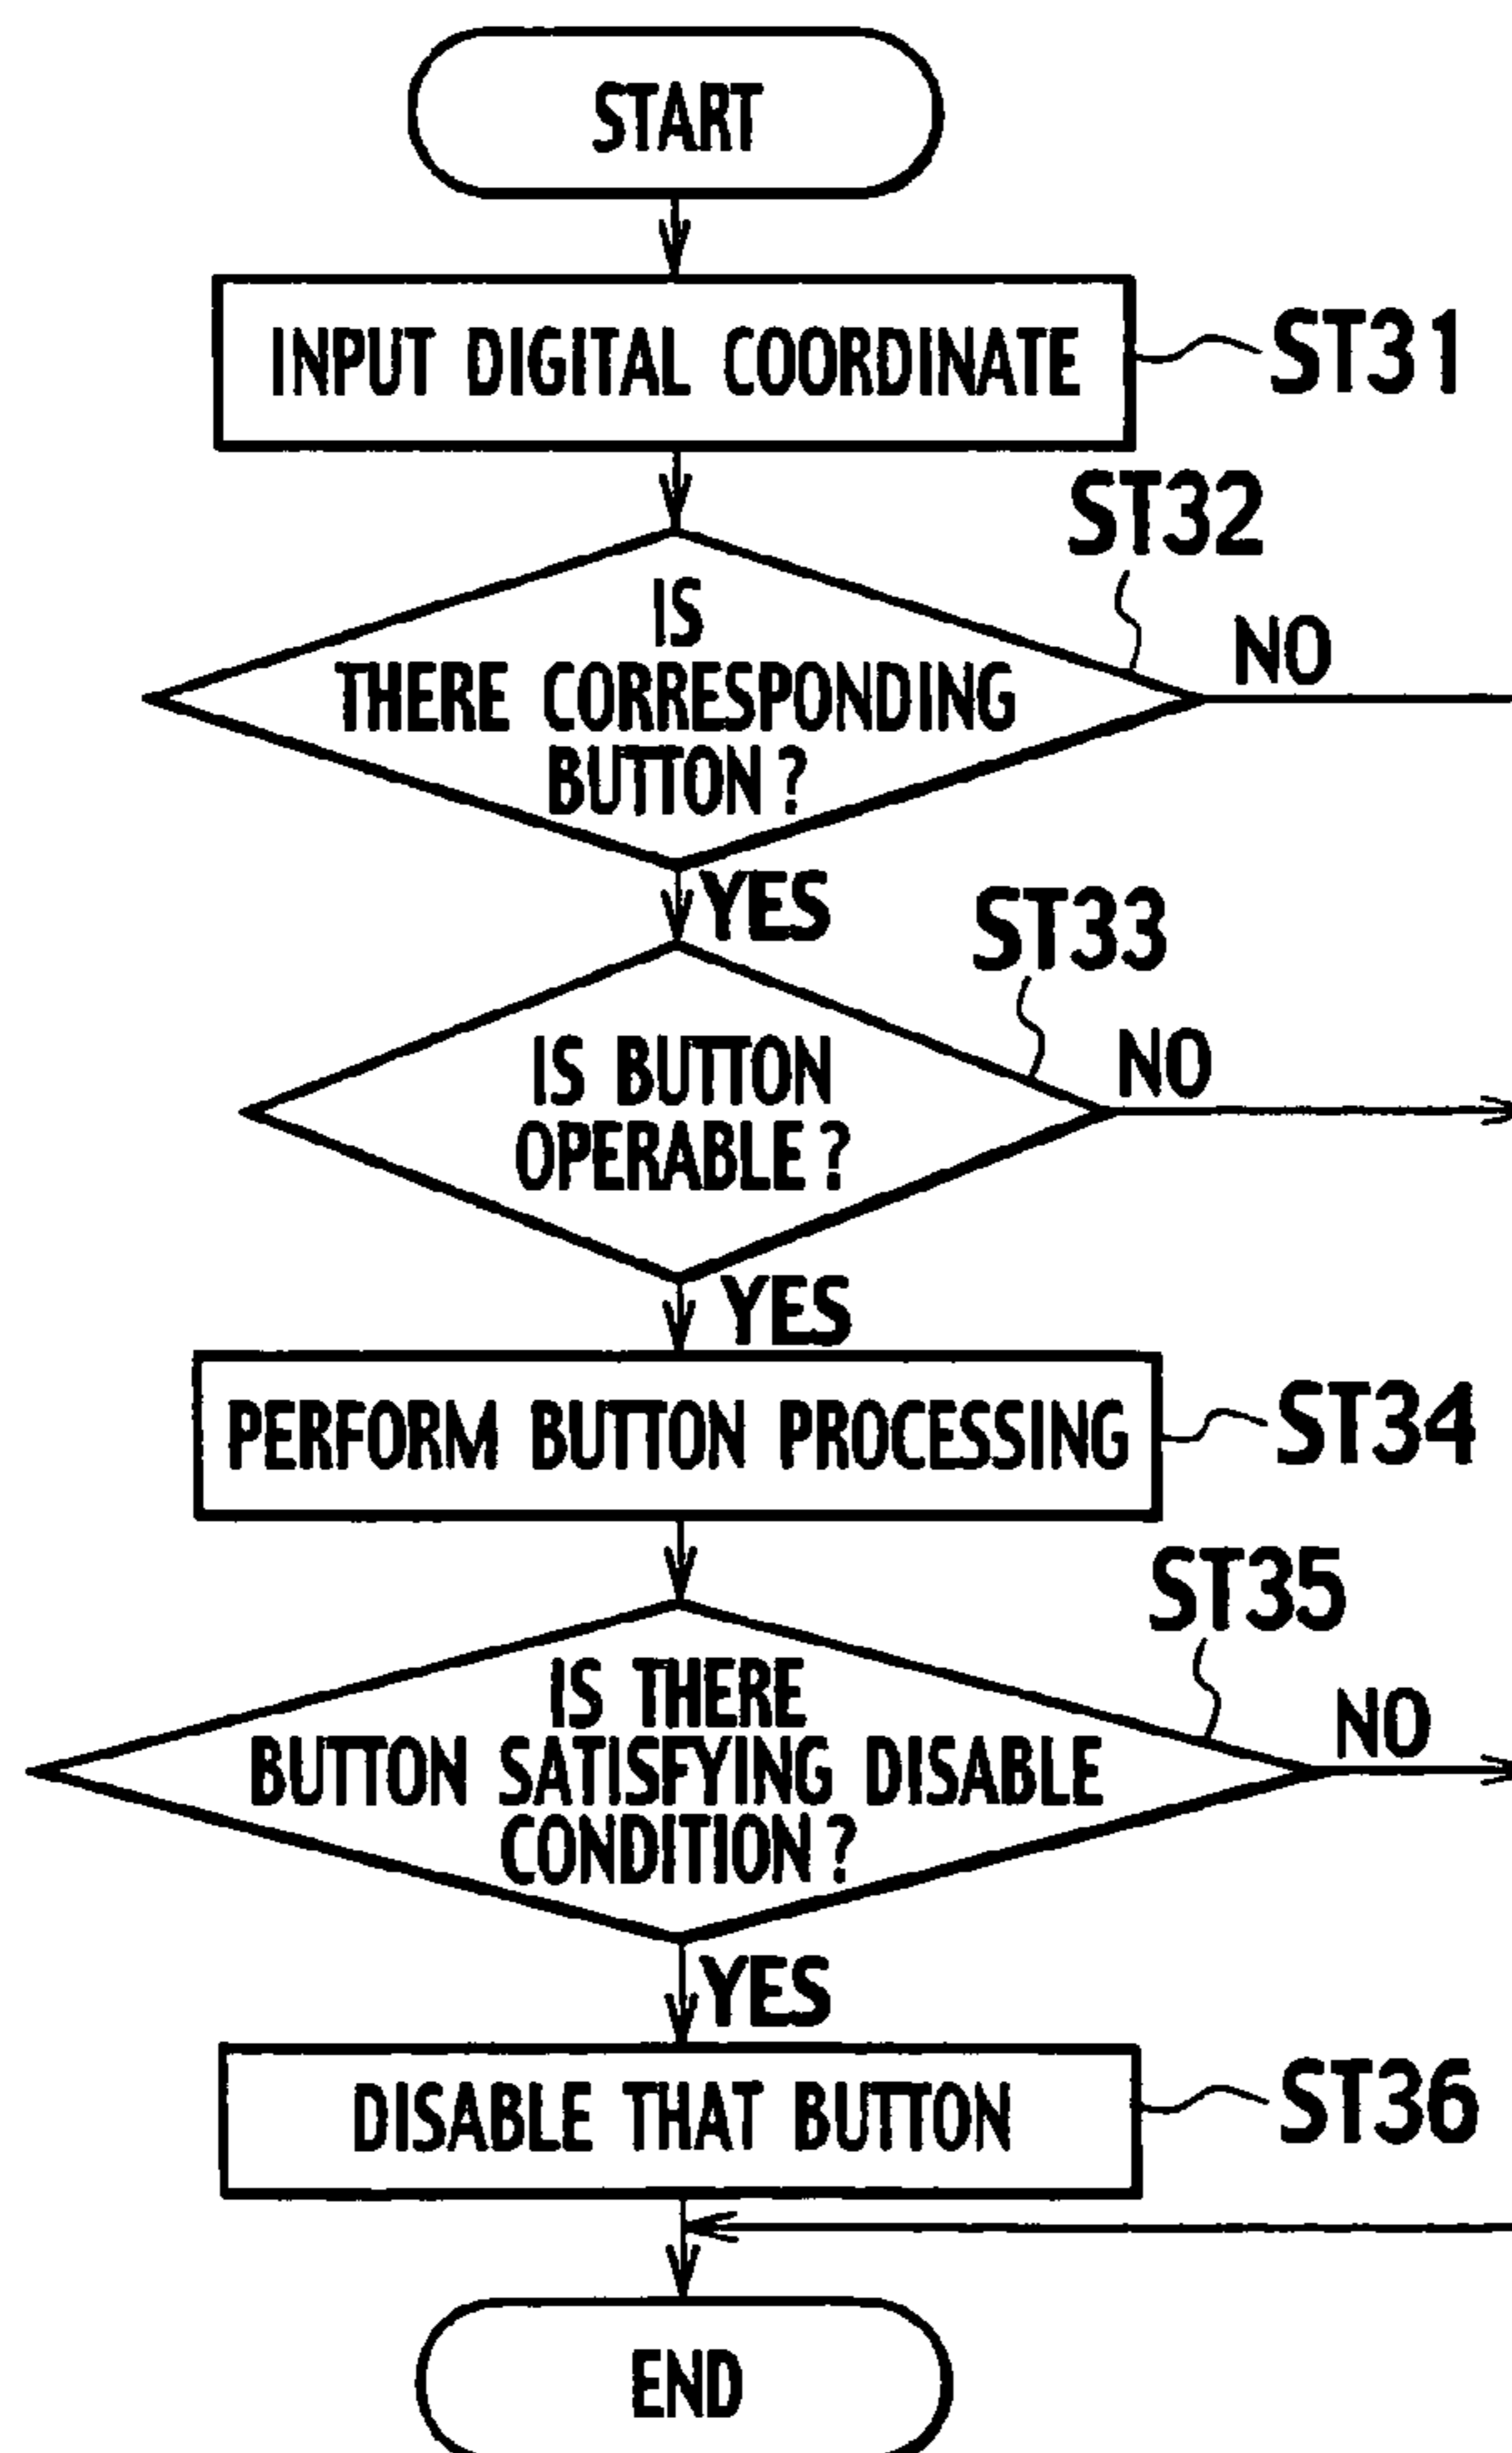 START
INPUT DIGITAL COORDINATE
ST31
ST32
IS
THERE CORRESPONDING
BUTTON?
NO
YES
ST33
IS BUTTON
OPERABLE?
NO
YES
PERFORM BUTTON PROCESSING
ST34
ST35
IS THERE
BUTTON SATISFYING DISABLE
CONDITION?
NO
YES
DISABLE THAT BUTTON
ST36
END